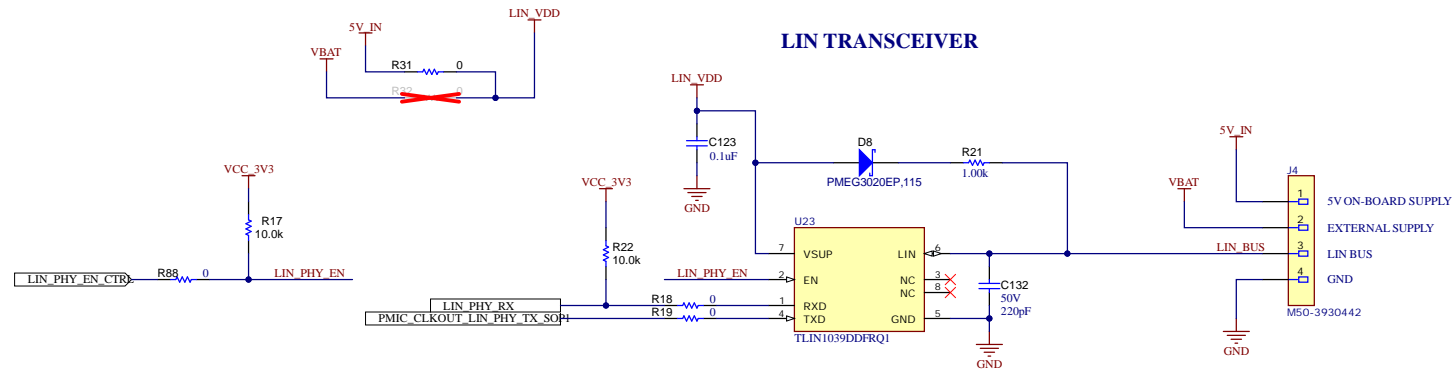 LIN TRANSCEIVER
LIN_VDD
5V_IN
VBAT
R31 0
R32 0
LIN_VDD
C123
0.1uF
GND
D8
PMEG3020EP,115
R21
1.00k
5V_IN
VBAT
J4
1 5V ON-BOARD SUPPLY
2 EXTERNAL SUPPLY
LIN_BUS 3 LIN BUS
4 GND
M50-3930442
GND
VCC_3V3
R17
10.0k
LIN_PHY_EN_CTRL R88 0 LIN_PHY_EN
VCC_3V3
R22
10.0k
LIN_PHY_EN
LIN_PHY_RX R18 0
PMIC_CLKOUT_LIN_PHY_TX_SOP1 R19 0
U23
7 VSUP LIN 6
2 EN NC 3
NC 8
1 RXD
4 TXD GND 5
TLIN1039DDFRQ1
C132
50V
220pF
GND